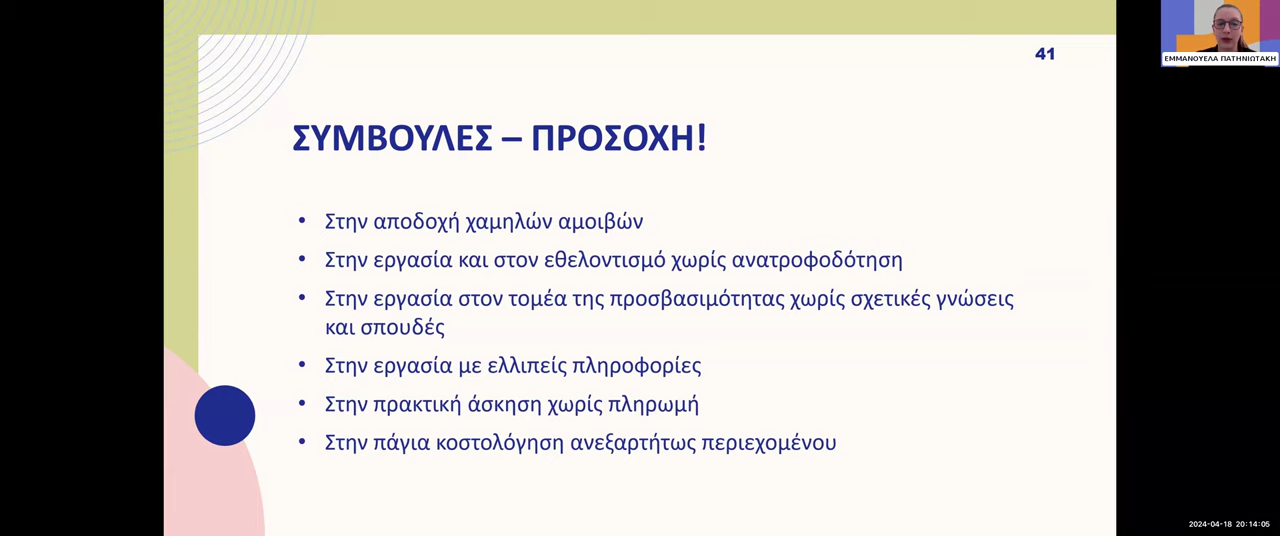 41
ΕΜΜΑΝΟΥΕΛΑ ΠΑΤΗΝΙΩΤΑΚΗ
ΣΥΜΒΟΥΛΕΣ – ΠΡΟΣΟΧΗ!
• Στην αποδοχή χαμηλών αμοιβών
• Στην εργασία και στον εθελοντισμό χωρίς ανατροφοδότηση
• Στην εργασία στον τομέα της προσβασιμότητας χωρίς σχετικές γνώσεις
και σπουδές
• Στην εργασία με ελλιπείς πληροφορίες
• Στην πρακτική άσκηση χωρίς πληρωμή
• Στην πάγια κοστολόγηση ανεξαρτήτως περιεχομένου
2024-04-18 20:14:05